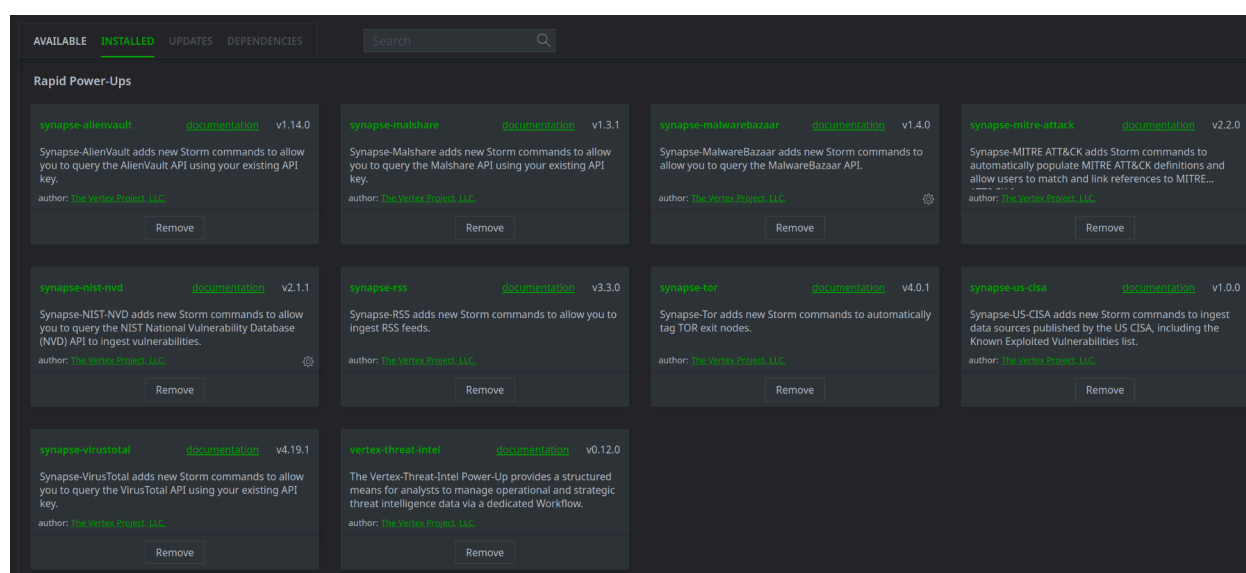 AVAILABLE INSTALLED UPDATES DEPENDENCIES Search
Rapid Power-Ups
synapse-alienvault documentation v1.14.0
Synapse-AlienVault adds new Storm commands to allow
you to query the AlienVault API using your existing API
key.
author: The Vertex Project, LLC.
Remove
synapse-malshare documentation v1.3.1
Synapse-Malshare adds new Storm commands to allow
you to query the Malshare API using your existing API
key.
author: The Vertex Project, LLC.
Remove
synapse-malwarebazaar documentation v1.4.0
Synapse-MalwareBazaar adds new Storm commands to
allow you to query the MalwareBazaar API.
author: The Vertex Project, LLC.
Remove
synapse-mitre-attack documentation v2.2.0
Synapse-MITRE ATT&CK adds Storm commands to
automatically populate MITRE ATT&CK definitions and
allow users to match and link references to MITRE...
author: The Vertex Project, LLC.
Remove
synapse-nist-nvd documentation v2.1.1
Synapse-NIST-NVD adds new Storm commands to allow
you to query the NIST National Vulnerability Database
(NVD) API to ingest vulnerabilities.
author: The Vertex Project, LLC.
Remove
synapse-rss documentation v3.3.0
Synapse-RSS adds new Storm commands to allow you to
ingest RSS feeds.
author: The Vertex Project, LLC.
Remove
synapse-tor documentation v4.0.1
Synapse-Tor adds new Storm commands to automatically
tag TOR exit nodes.
author: The Vertex Project, LLC.
Remove
synapse-us-cisa documentation v1.0.0
Synapse-US-CISA adds new Storm commands to ingest
data sources published by the US CISA, including the
Known Exploited Vulnerabilities list.
author: The Vertex Project, LLC.
Remove
synapse-virustotal documentation v4.19.1
Synapse-VirusTotal adds new Storm commands to allow
you to query the VirusTotal API using your existing API
key.
author: The Vertex Project, LLC.
Remove
vertex-threat-intel documentation v0.12.0
The Vertex-Threat-Intel Power-Up provides a structured
means for analysts to manage operational and strategic
threat intelligence data via a dedicated Workflow.
author: The Vertex Project, LLC.
Remove